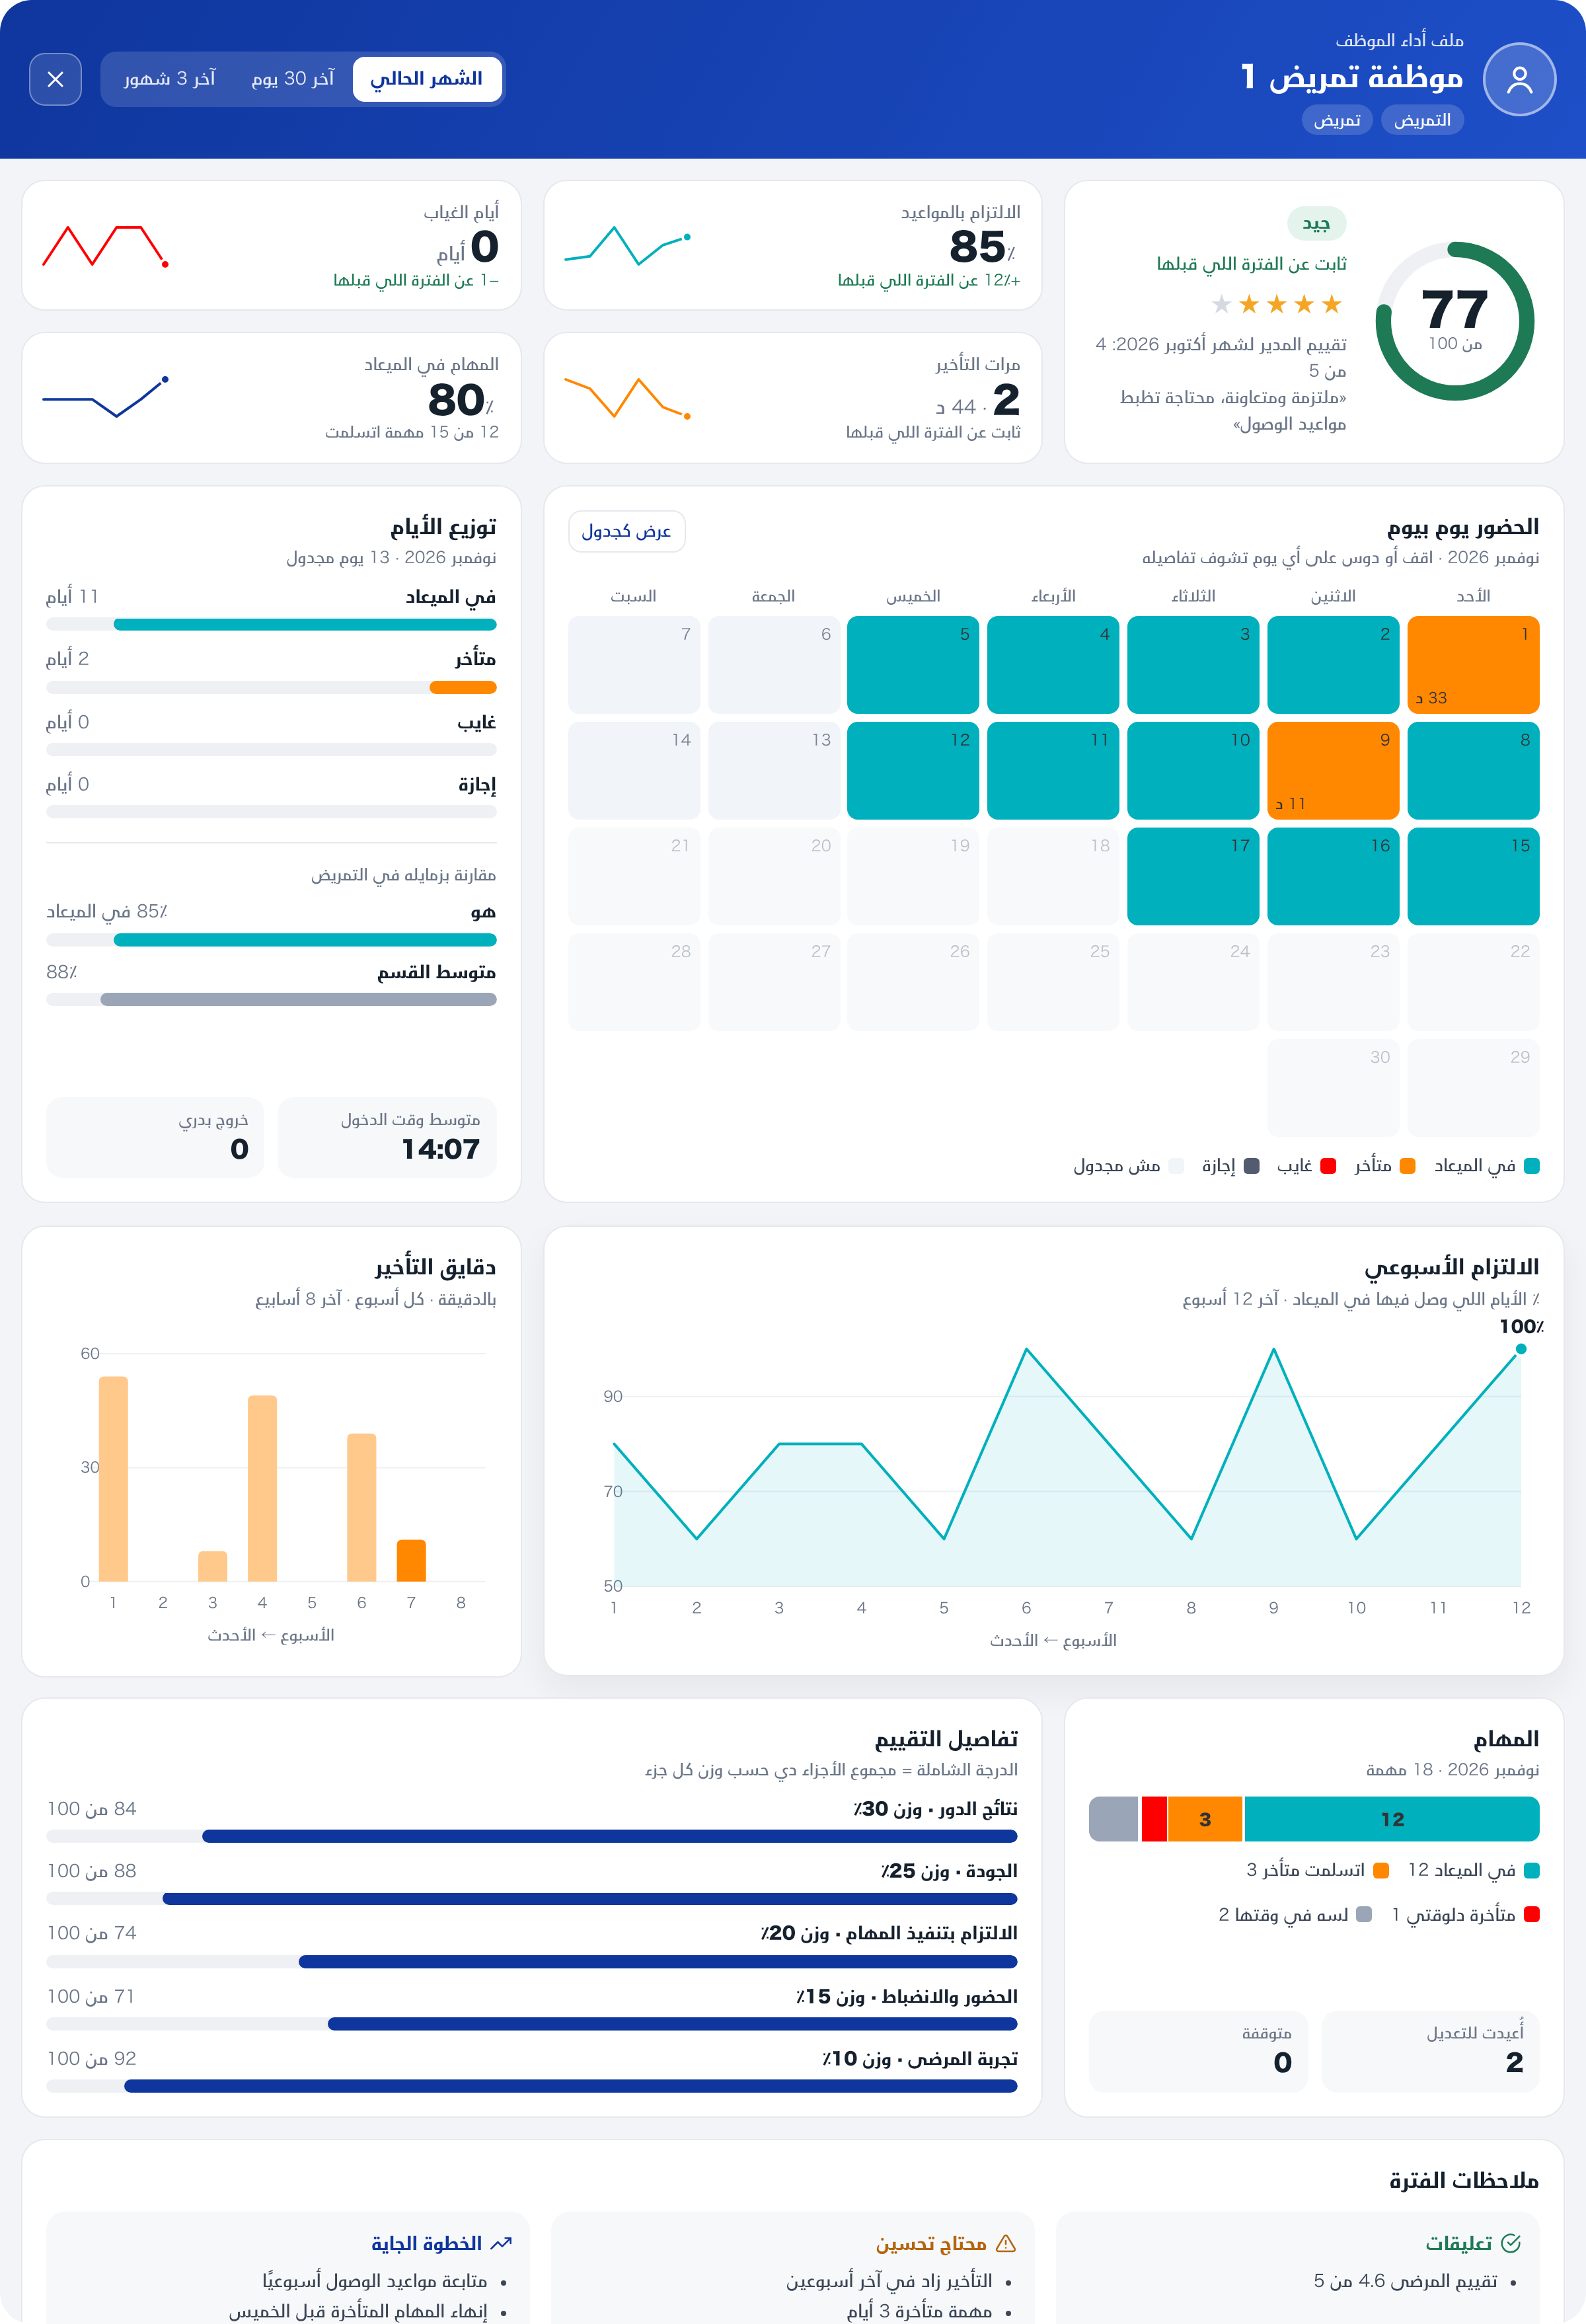 ملف أداء الموظف
موظفة تمريض 1
التمريض
تمريض
الشهر الحالي
آخر 30 يوم
آخر 3 شهور
جيد
ثابت عن الفترة اللي قبلها
77
من 100
تقييم المدير لشهر أكتوبر 2026: 4
من 5
«ملتزمة ومتعاونة، محتاجة تظبط
مواعيد الوصول»
الالتزام بالمواعيد
85٪
+12٪ عن الفترة اللي قبلها
أيام الغياب
0 أيام
−1 عن الفترة اللي قبلها
مرات التأخير
2 · 44 د
ثابت عن الفترة اللي قبلها
المهام في الميعاد
80٪
12 من 15 مهمة اتسلمت
الحضور يوم بيوم
نوفمبر 2026 · اقف أو دوس على أي يوم تشوف تفاصيله
عرض كجدول
الأحد الاثنين الثلاثاء الأربعاء الخميس الجمعة السبت
1 2 3 4 5 6 7
33 د
8 9 10 11 12 13 14
11 د
15 16 17 18 19 20 21
22 23 24 25 26 27 28
29 30
في الميعاد متأخر غايب إجازة مش مجدول
توزيع الأيام
نوفمبر 2026 · 13 يوم مجدول
في الميعاد 11 أيام
متأخر 2 أيام
غايب 0 أيام
إجازة 0 أيام
مقارنة بزمايله في التمريض
هو 85٪ في الميعاد
متوسط القسم 88٪
متوسط وقت الدخول
14:07
خروج بدري
0
الالتزام الأسبوعي
٪ الأيام اللي وصل فيها في الميعاد · آخر 12 أسبوع
100٪
90
70
50
1 2 3 4 5 6 7 8 9 10 11 12
الأسبوع ← الأحدث
دقايق التأخير
بالدقيقة · كل أسبوع · آخر 8 أسابيع
60
30
0
1 2 3 4 5 6 7 8
الأسبوع ← الأحدث
المهام
نوفمبر 2026 · 18 مهمة
12 3
في الميعاد 12 اتسلمت متأخر 3
متأخرة دلوقتي 1 لسه في وقتها 2
أُعيدت للتعديل
2
متوقفة
0
تفاصيل التقييم
الدرجة الشاملة = مجموع الأجزاء دي حسب وزن كل جزء
نتائج الدور · وزن 30٪ 84 من 100
الجودة · وزن 25٪ 88 من 100
الالتزام بتنفيذ المهام · وزن 20٪ 74 من 100
الحضور والانضباط · وزن 15٪ 71 من 100
تجربة المرضى · وزن 10٪ 92 من 100
ملاحظات الفترة
تعليقات
• تقييم المرضى 4.6 من 5
محتاج تحسين
• التأخير زاد في آخر أسبوعين
• مهمة متأخرة 3 أيام
الخطوة الجاية
• متابعة مواعيد الوصول أسبوعيًا
• إنهاء المهام المتأخرة قبل الخميس